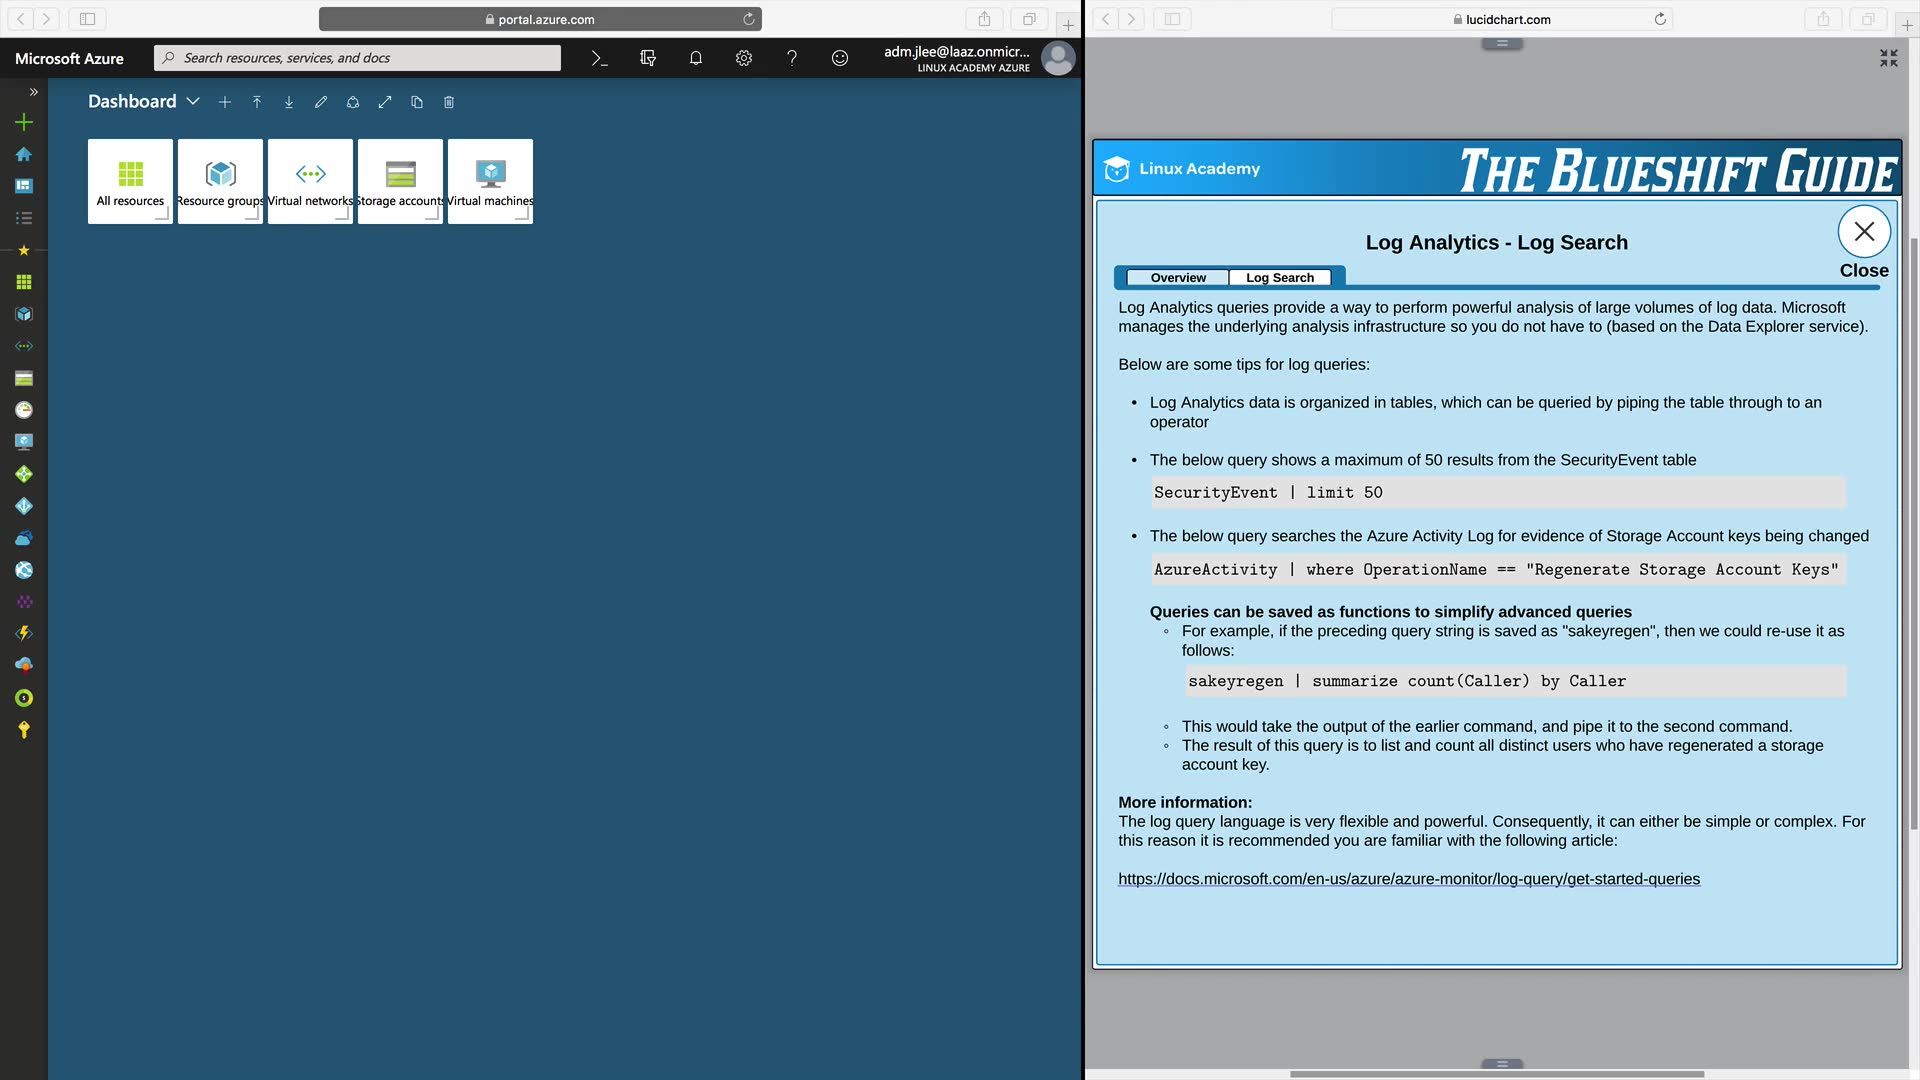 portal.azure.com
Microsoft Azure
Search resources, services, and docs
adm.jlee@laaz.onmicr...
LINUX ACADEMY AZURE
Dashboard
All resources
Resource groups
Virtual networks
Storage accounts
Virtual machines
lucidchart.com
Linux Academy
THE BLUESHIFT GUIDE
Log Analytics - Log Search
Close
Overview
Log Search
Log Analytics queries provide a way to perform powerful analysis of large volumes of log data. Microsoft
manages the underlying analysis infrastructure so you do not have to (based on the Data Explorer service).
Below are some tips for log queries:
• Log Analytics data is organized in tables, which can be queried by piping the table through to an
operator
• The below query shows a maximum of 50 results from the SecurityEvent table
SecurityEvent | limit 50
• The below query searches the Azure Activity Log for evidence of Storage Account keys being changed
AzureActivity | where OperationName == "Regenerate Storage Account Keys"
Queries can be saved as functions to simplify advanced queries
◦ For example, if the preceding query string is saved as "sakeyregen", then we could re-use it as
follows:
sakeyregen | summarize count(Caller) by Caller
◦ This would take the output of the earlier command, and pipe it to the second command.
◦ The result of this query is to list and count all distinct users who have regenerated a storage
account key.
More information:
The log query language is very flexible and powerful. Consequently, it can either be simple or complex. For
this reason it is recommended you are familiar with the following article:
https://docs.microsoft.com/en-us/azure/azure-monitor/log-query/get-started-queries